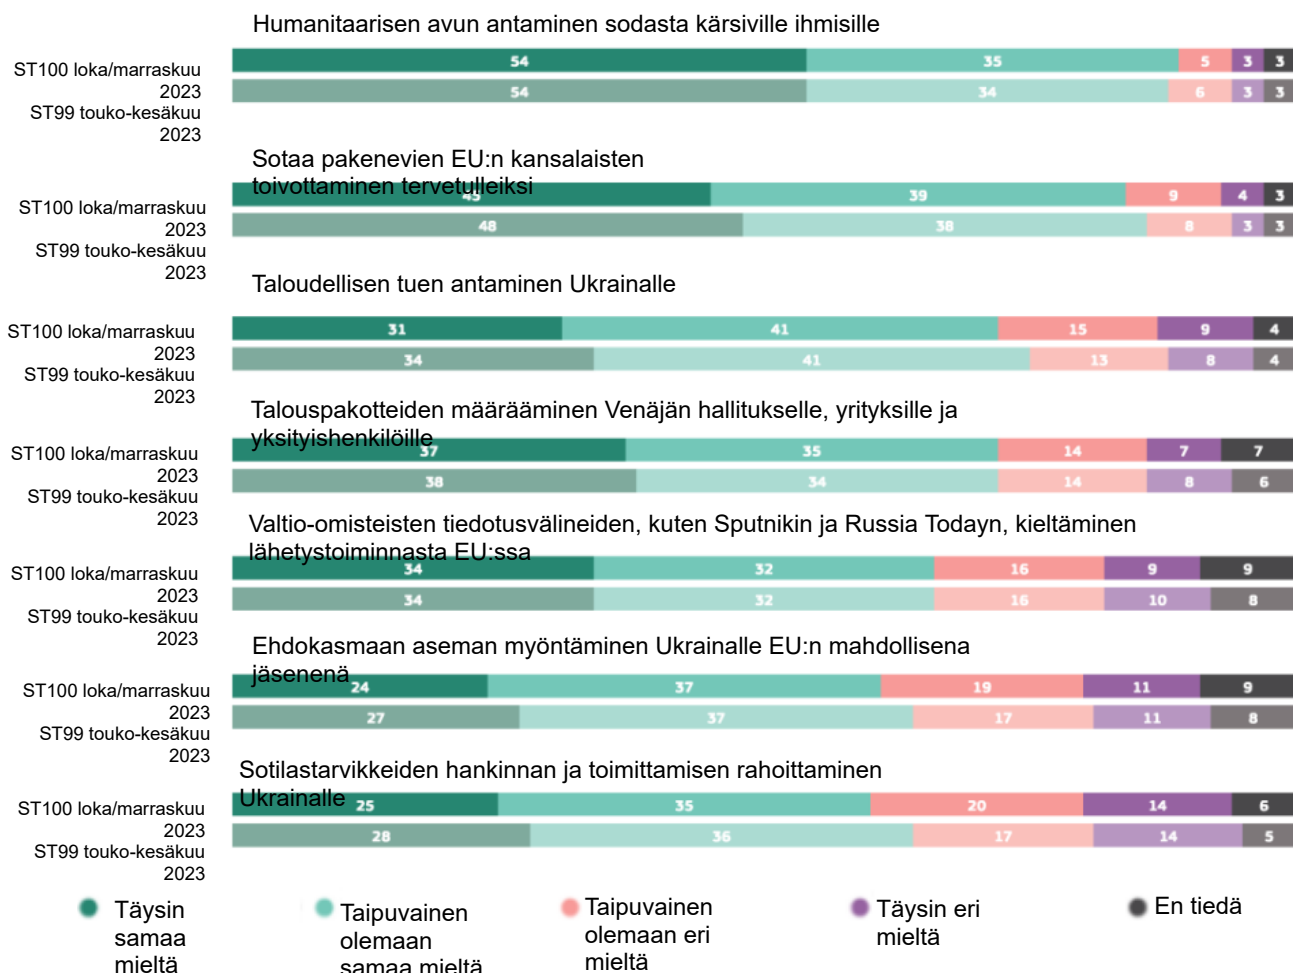 Humanitaarisen avun antaminen sodasta kärsiville ihmisille
ST100 loka/marraskuu
2023
54 35 5 3 3
ST99 touko-kesäkuu
2023
54 34 6 3 3
Sotaa pakenevien EU:n kansalaisten
toivottaminen tervetulleiksi
ST100 loka/marraskuu
2023
45 39 9 4 3
ST99 touko-kesäkuu
2023
48 38 8 3 3
Taloudellisen tuen antaminen Ukrainalle
ST100 loka/marraskuu
2023
31 41 15 9 4
ST99 touko-kesäkuu
2023
34 41 13 8 4
Talouspakotteiden määrääminen Venäjän hallitukselle, yrityksille ja
yksityishenkilöille
ST100 loka/marraskuu
2023
37 35 14 7 7
ST99 touko-kesäkuu
2023
38 34 14 8 6
Valtio-omisteisten tiedotusvälineiden, kuten Sputnikin ja Russia Todayn, kieltäminen
lähetystoiminnasta EU:ssa
ST100 loka/marraskuu
2023
34 32 16 9 9
ST99 touko-kesäkuu
2023
34 32 16 10 8
Ehdokasmaan aseman myöntäminen Ukrainalle EU:n mahdollisena
jäsenenä
ST100 loka/marraskuu
2023
24 37 19 11 9
ST99 touko-kesäkuu
2023
27 37 17 11 8
Sotilastarvikkeiden hankinnan ja toimittamisen rahoittaminen
Ukrainalle
ST100 loka/marraskuu
2023
25 35 20 14 6
ST99 touko-kesäkuu
2023
28 36 17 14 5
Täysin
samaa
mieltä
Taipuvainen
olemaan
samaa mieltä
Taipuvainen
olemaan eri
mieltä
Täysin eri
mieltä
En tiedä